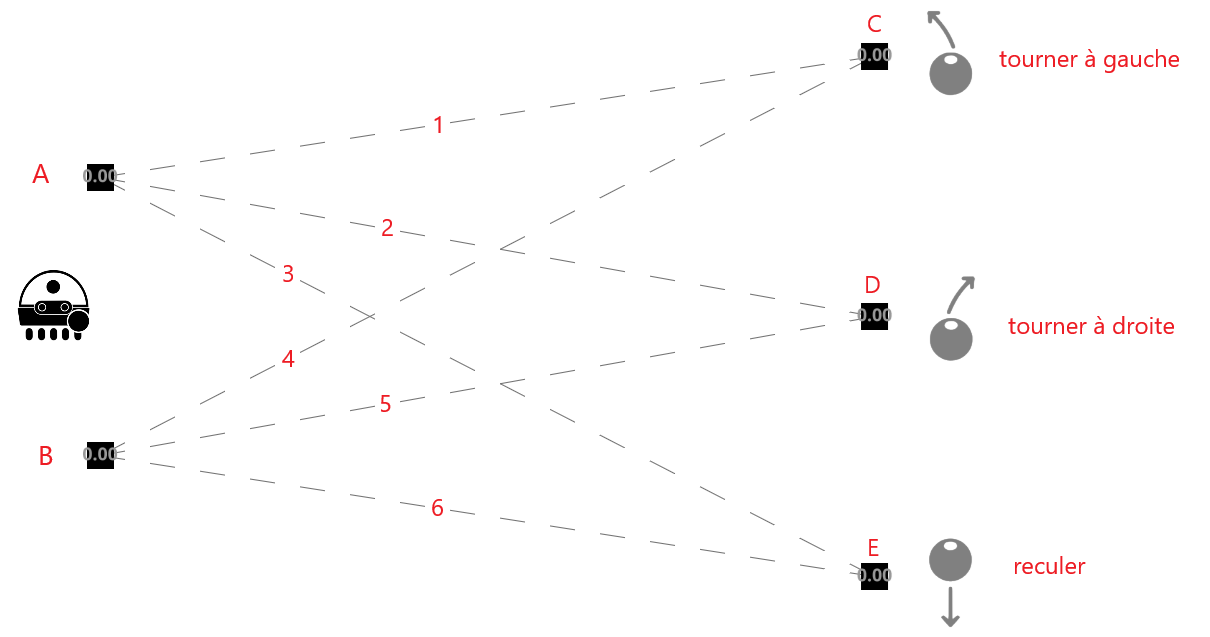 C
0.00
tourner à gauche
1
A
0.00
2
3
D
0.00
tourner à droite
4
5
B
0.00
6
E
0.00
reculer